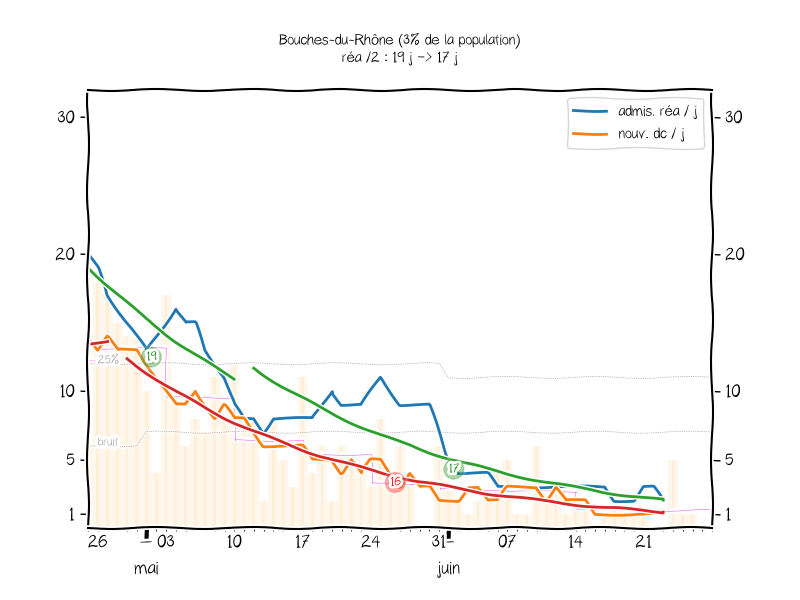 Bouches-du-Rhône (3% de la population)
réa /2 : 19 j -> 17 j
admis. réa / j
nouv. dc / j
30 30
20 20
10 10
5 5
1 1
25%
bruit
19
17
16
26 03 10 17 24 31 07 14 21
mai juin